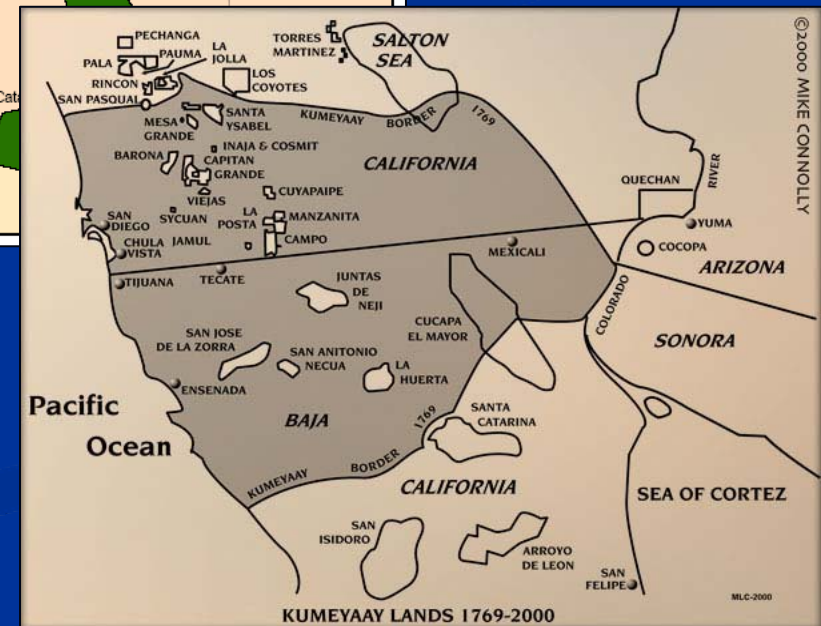 Cata
PECHANGA
PALA
PAUMA
LA
JOLLA
RINCON
LOS
COYOTES
SAN PASQUAL
TORRES
MARTINEZ
SALTON
SEA
©2000 MIKE CONNOLLY
KUMEYAAY BORDER 1769
MESA
GRANDE
SANTA
YSABEL
INAJA & COSMIT
BARONA
CAPITAN
GRANDE
CALIFORNIA
VIEJAS
CUYAPAIPE
SYCUAN
LA
POSTA
MANZANITA
SAN
DIEGO
CHULA
VISTA
JAMUL
CAMPO
QUECHAN
RIVER
YUMA
COCOPA
MEXICALI
ARIZONA
TIJUANA
TECATE
JUNTAS
DE
NEJI
COLORADO
CUCAPA
EL MAYOR
SONORA
SAN JOSE
DE LA ZORRA
SAN ANITONIO
NECUA
LA
HUERTA
ENSENADA
Pacific
Ocean
BAJA
1769
SANTA
CATARINA
KUMEYAAY BORDER
CALIFORNIA
SEA OF CORTEZ
SAN
ISIDORO
ARROYO
DE LEON
SAN
FELIPE
MLC-2000
KUMEYAAY LANDS 1769-2000